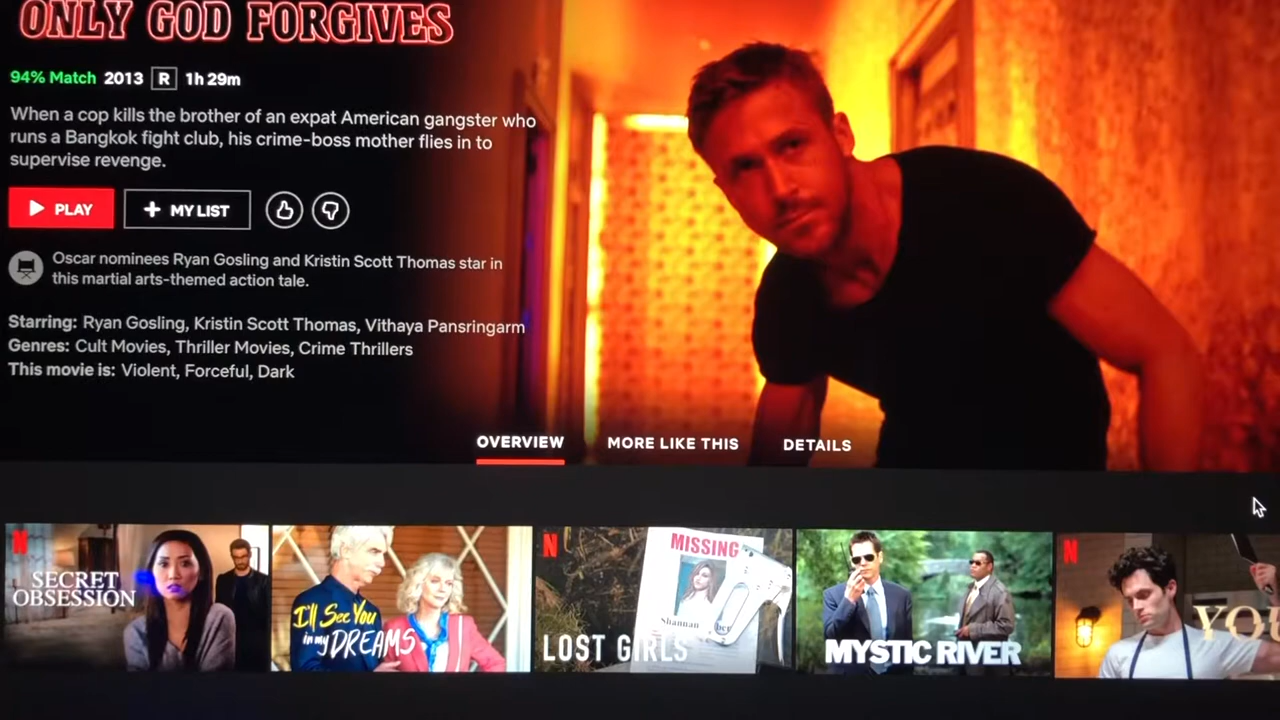 ONLY GOD FORGIVES
94% Match 2013 R 1h 29m
When a cop kills the brother of an expat American gangster who
runs a Bangkok fight club, his crime-boss mother flies in to
supervise revenge.
PLAY + MY LIST
Oscar nominees Ryan Gosling and Kristin Scott Thomas star in
this martial arts-themed action tale.
Starring: Ryan Gosling, Kristin Scott Thomas, Vithaya Pansringarm
Genres: Cult Movies, Thriller Movies, Crime Thrillers
This movie is: Violent, Forceful, Dark
OVERVIEW MORE LIKE THIS DETAILS
N
SECRET
OBSESSION
I'll See You
in my DREAMS
N
MISSING
Shannan
LOST GIRLS
MYSTIC RIVER
N
YOU